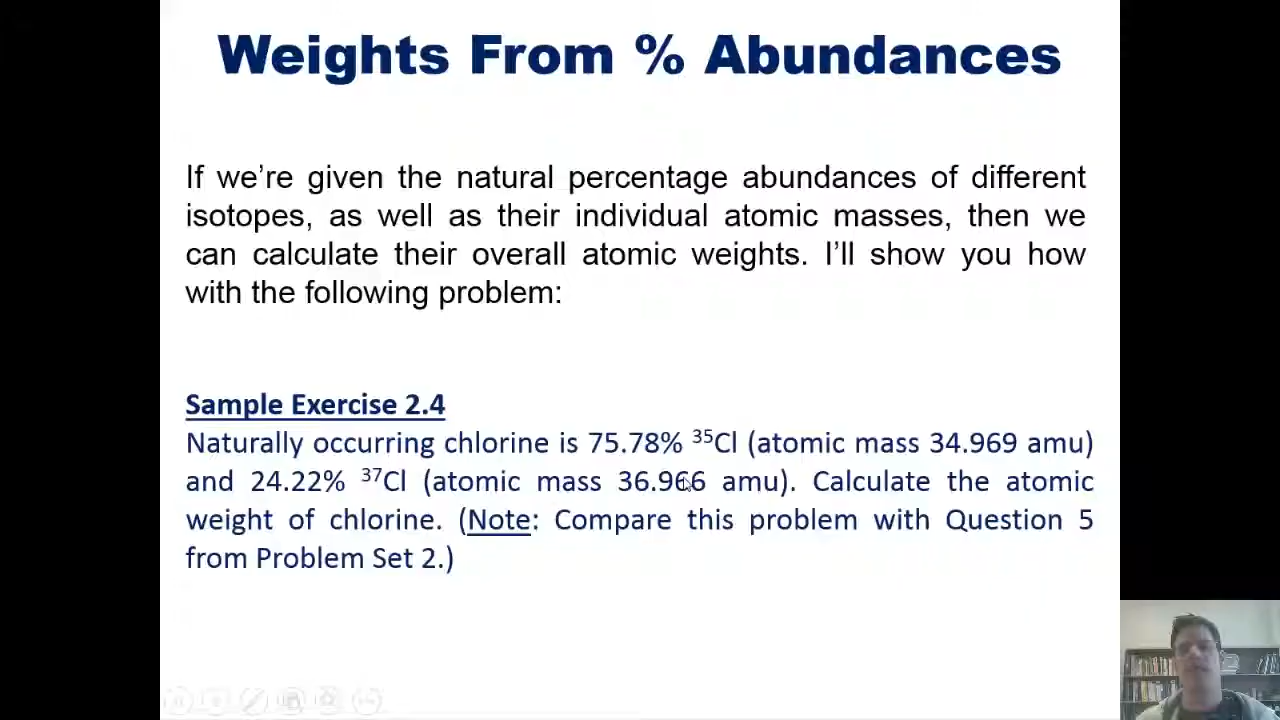 Weights From % Abundances
If we’re given the natural percentage abundances of different
isotopes, as well as their individual atomic masses, then we
can calculate their overall atomic weights. I’ll show you how
with the following problem:
Sample Exercise 2.4
Naturally occurring chlorine is 75.78% ³⁵Cl (atomic mass 34.969 amu)
and 24.22% ³⁷Cl (atomic mass 36.966 amu). Calculate the atomic
weight of chlorine. (Note: Compare this problem with Question 5
from Problem Set 2.)